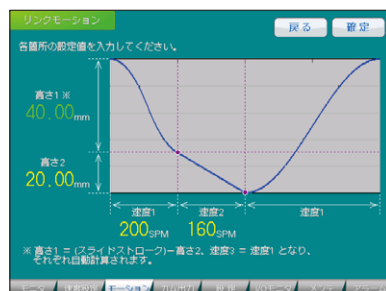 リンクモーション
戻る
確定
各箇所の設定値を入力してください。
高さ1 ※
40.00mm
高さ2
20.00mm
速度1
速度2
速度1
200SPM
160SPM
※ 高さ1 = (スライドストローク)-高さ2、速度3 = 速度1 となり、
それぞれ自動計算されます。
モーション